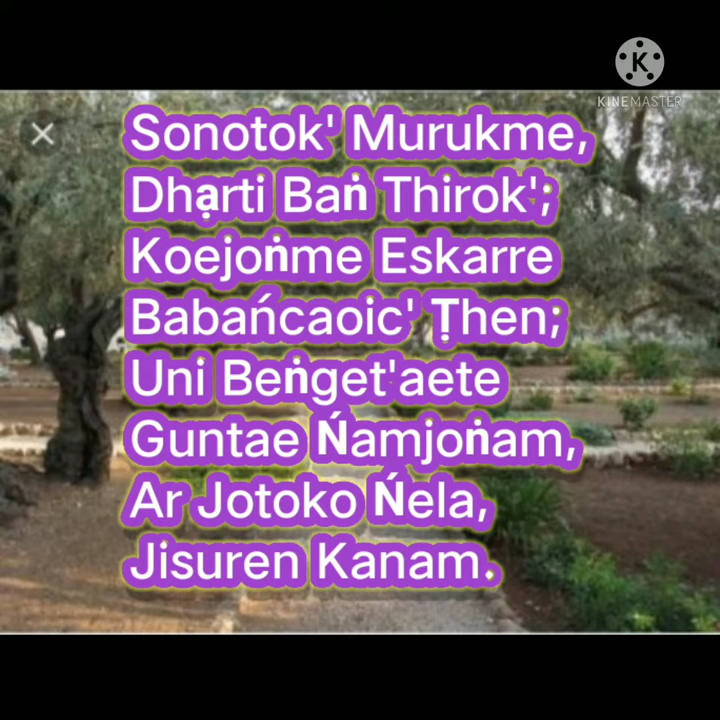 KINEMASTER
Sonotok' Murukme,
Dhạrti Baṅ Thirok';
Koejoṅme Eskarre
Babańcaoic' Ṭhen;
Uni Beṅget'aete
Guntae Ńamjoṅam,
Ar Jotoko Ńela,
Jisuren Kanam.